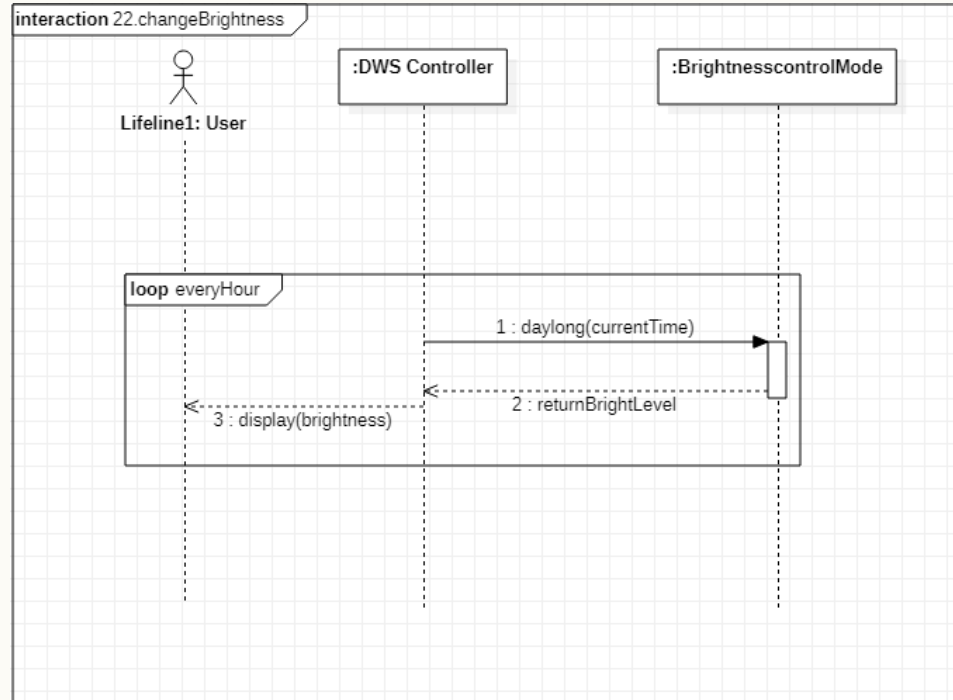 interaction 22.changeBrightness
:DWS Controller
:BrightnesscontrolMode
Lifeline1: User
loop everyHour
1 : daylong(currentTime)
2 : returnBrightLevel
3 : display(brightness)